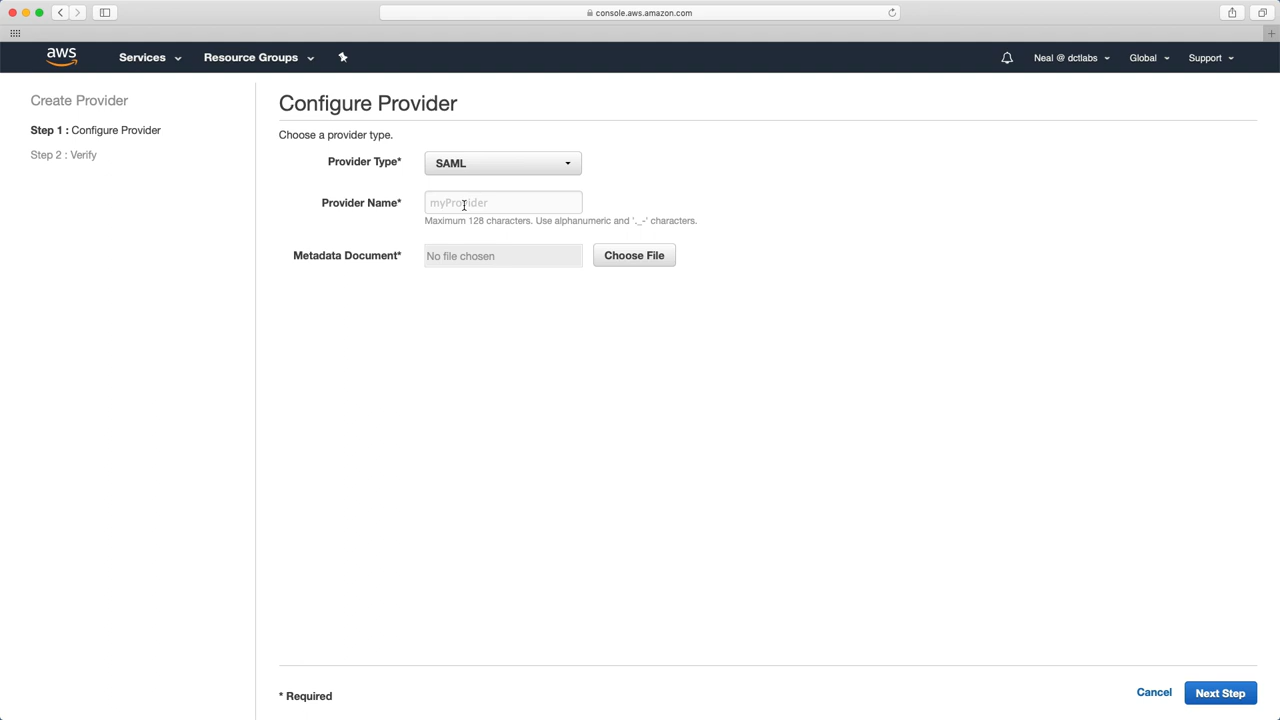 console.aws.amazon.com
aws
Services
Resource Groups
Neal @ dctlabs
Global
Support
Create Provider
Step 1 : Configure Provider
Step 2 : Verify
Configure Provider
Choose a provider type.
Provider Type*
SAML
Provider Name*
myProvider
Maximum 128 characters. Use alphanumeric and '._-' characters.
Metadata Document*
No file chosen
Choose File
* Required
Cancel
Next Step